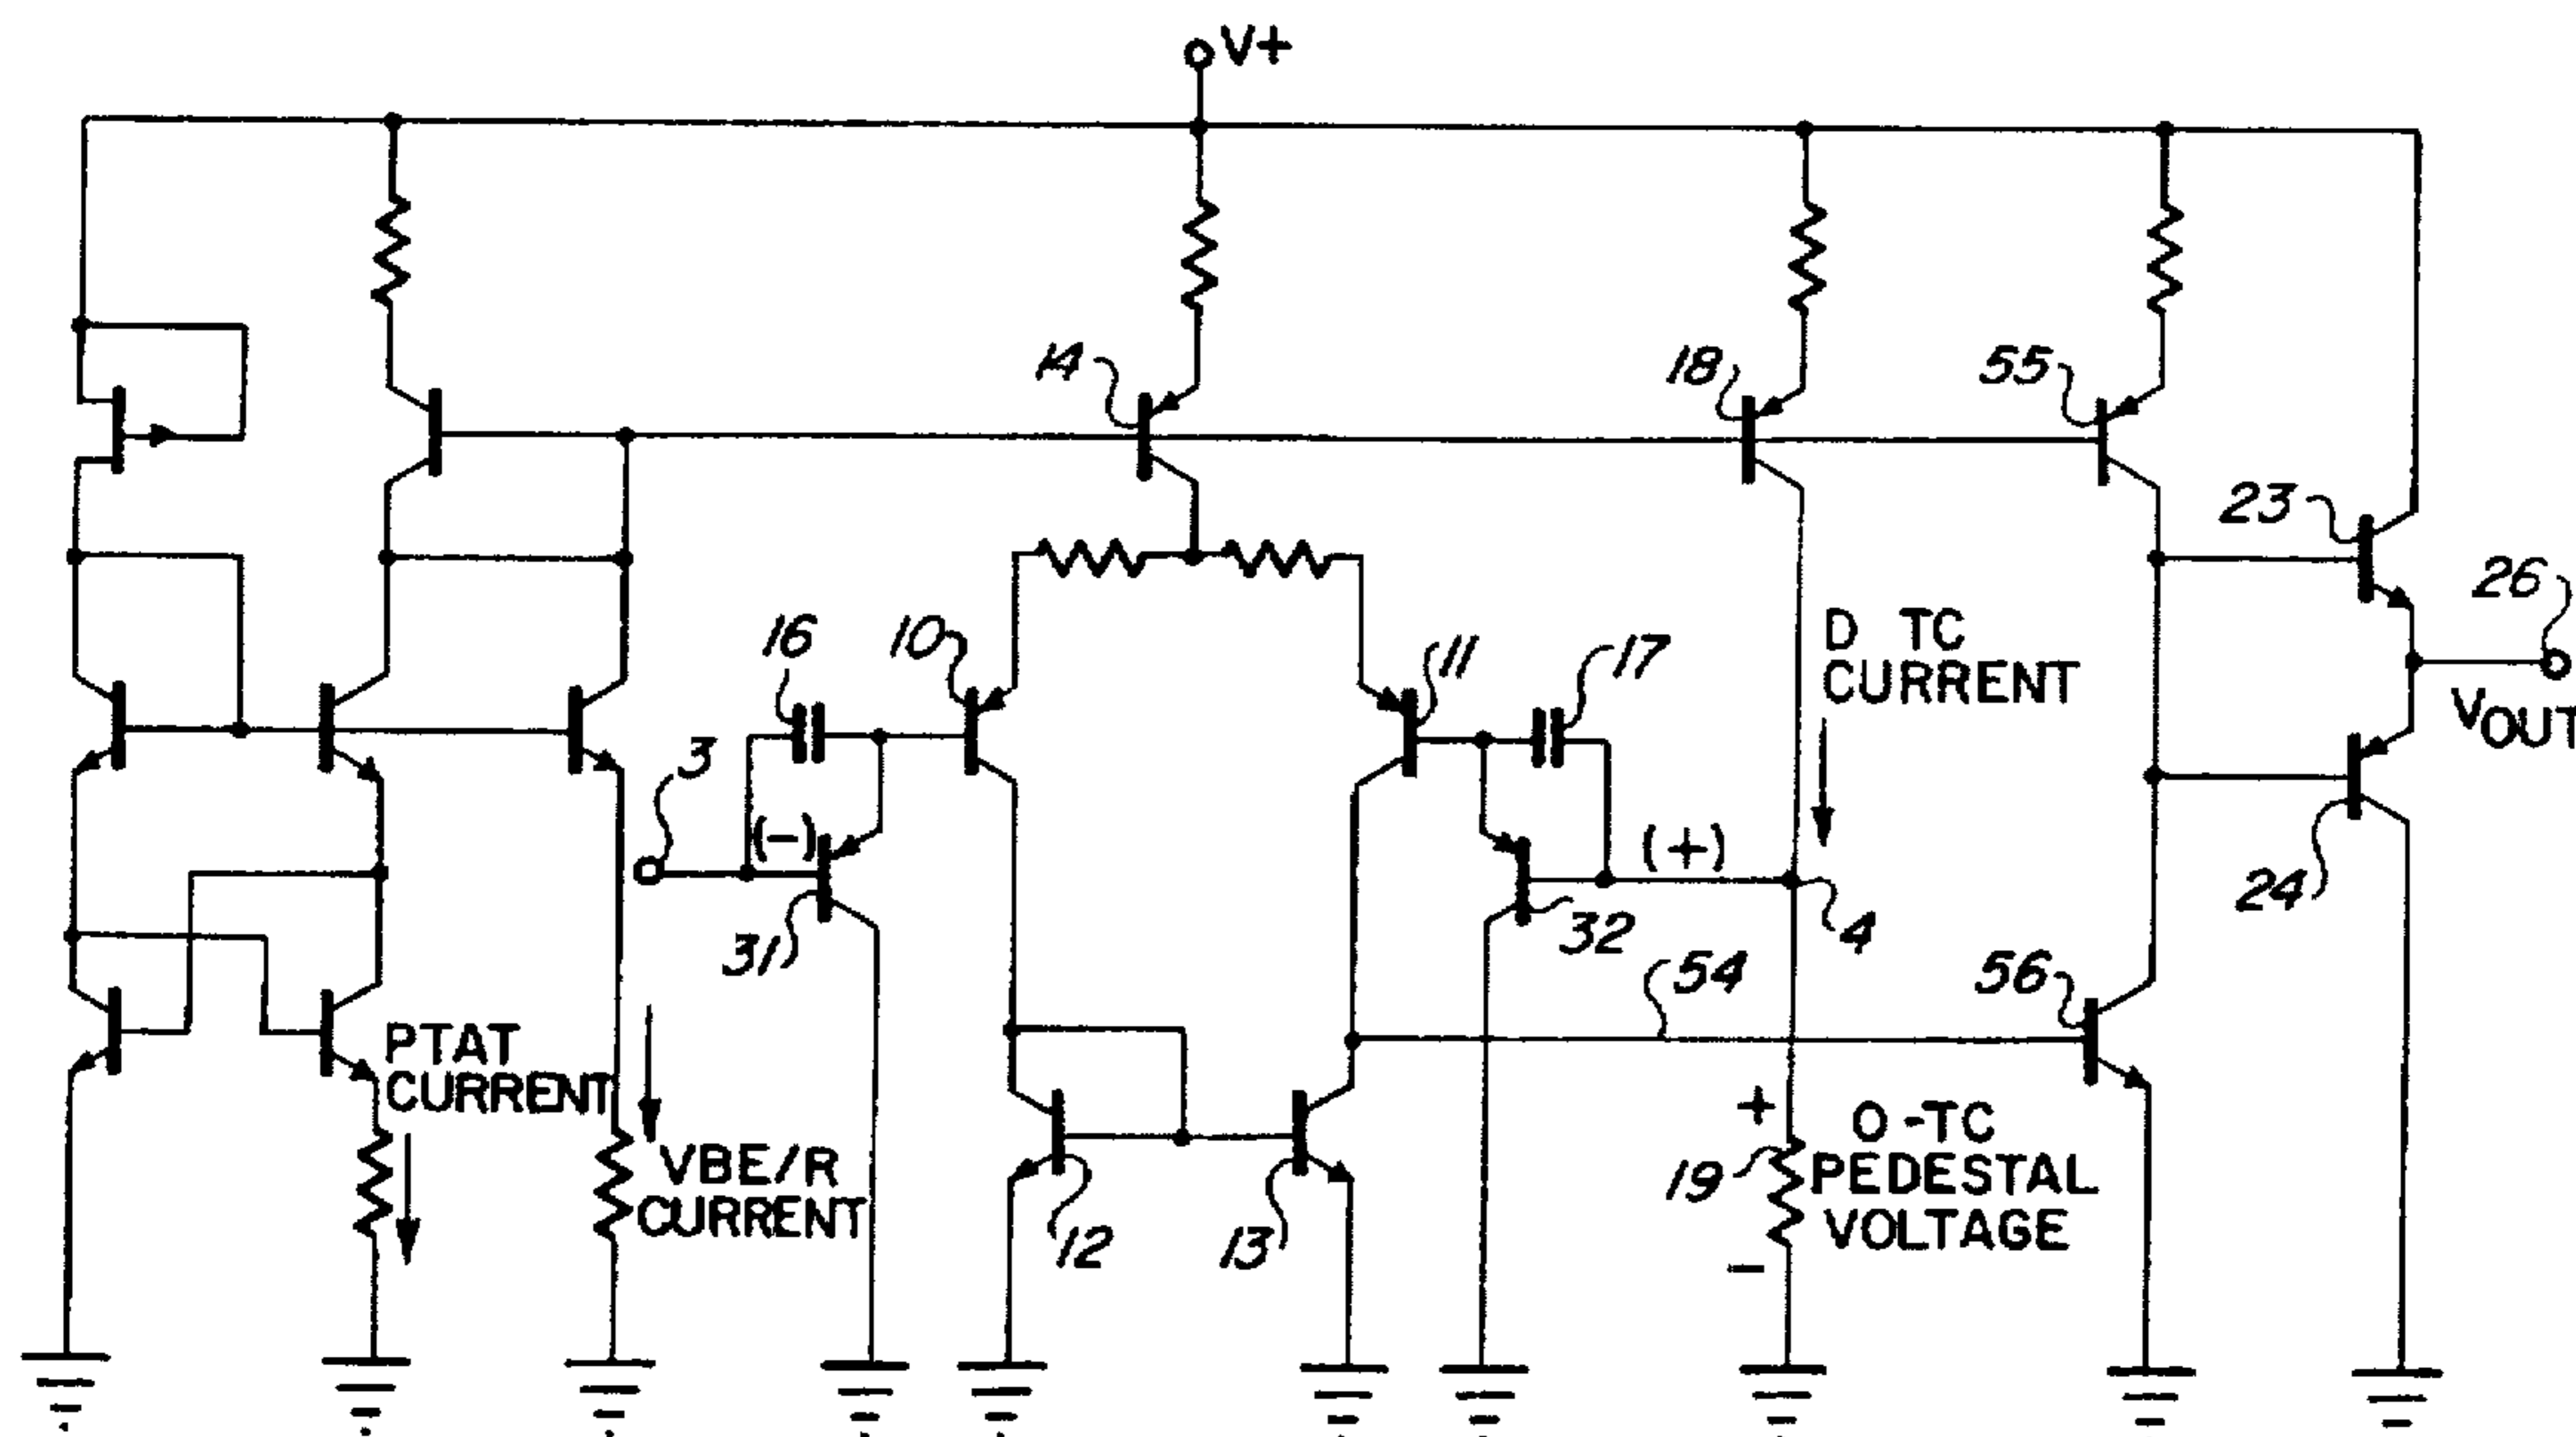 V+
14
18
55
23
26
16
10
11
17
D TC
CURRENT
VOUT
3
(-)
(+)
24
31
32
4
54
56
PTAT
CURRENT
+
O-TC
VBE/R
CURRENT
19
PEDESTAL
VOLTAGE
12
13
-